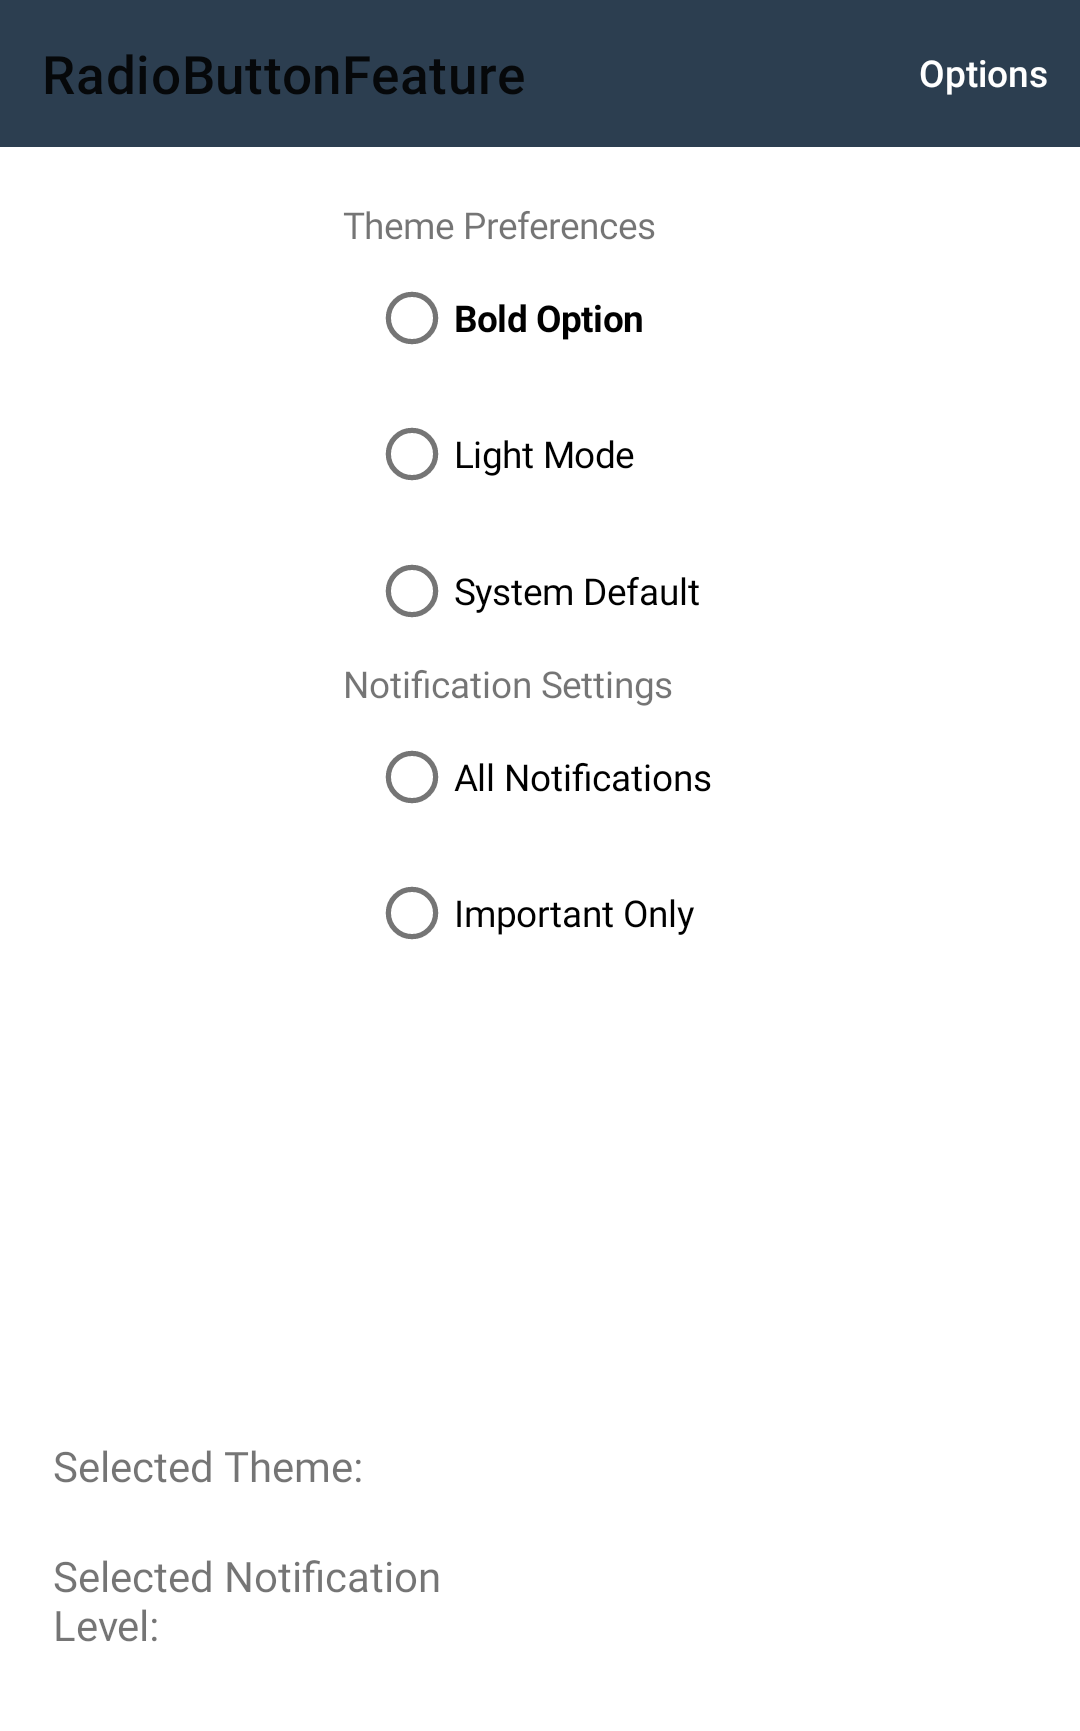 RadioButtonFeature
Options
Theme Preferences
Bold Option
Light Mode
System Default
Notification Settings
All Notifications
Important Only
Selected Theme:
Selected Notification
Level: